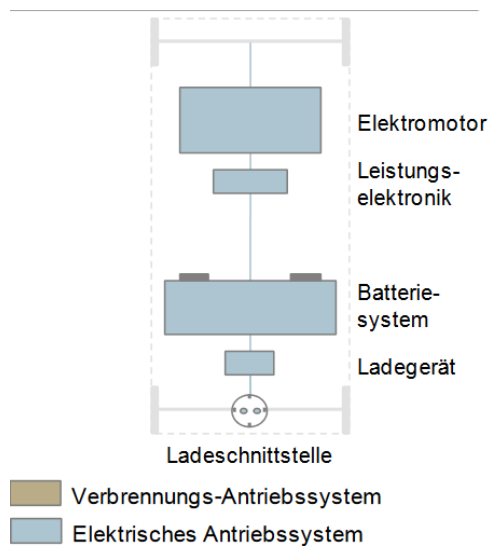 Elektromotor
Leistungs-
elektronik
Batterie-
system
Ladegerät
Ladeschnittstelle
Verbrennungs-Antriebssystem
Elektrisches Antriebssystem